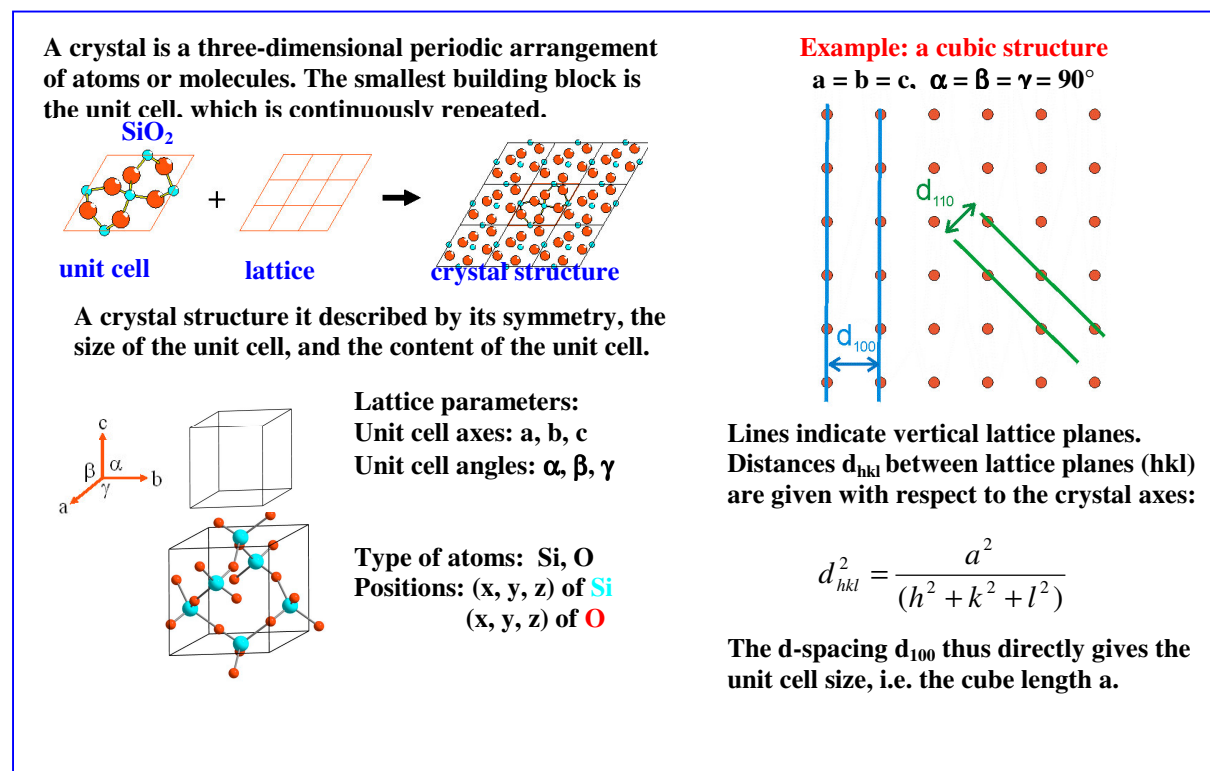 A crystal is a three-dimensional periodic arrangement
of atoms or molecules. The smallest building block is
the unit cell, which is continuously repeated.
SiO₂
+
unit cell
lattice
crystal structure
A crystal structure it described by its symmetry, the
size of the unit cell, and the content of the unit cell.
c
β α
b
γ
a
Lattice parameters:
Unit cell axes: a, b, c
Unit cell angles: α, β, γ
Type of atoms: Si, O
Positions: (x, y, z) of Si
(x, y, z) of O
Example: a cubic structure
a = b = c, α = β = γ = 90°
d₁₁₀
d₁₀₀
Lines indicate vertical lattice planes.
Distances d_hkl between lattice planes (hkl)
are given with respect to the crystal axes:
d²_hkl = a² / (h² + k² + l²)
The d-spacing d₁₀₀ thus directly gives the
unit cell size, i.e. the cube length a.